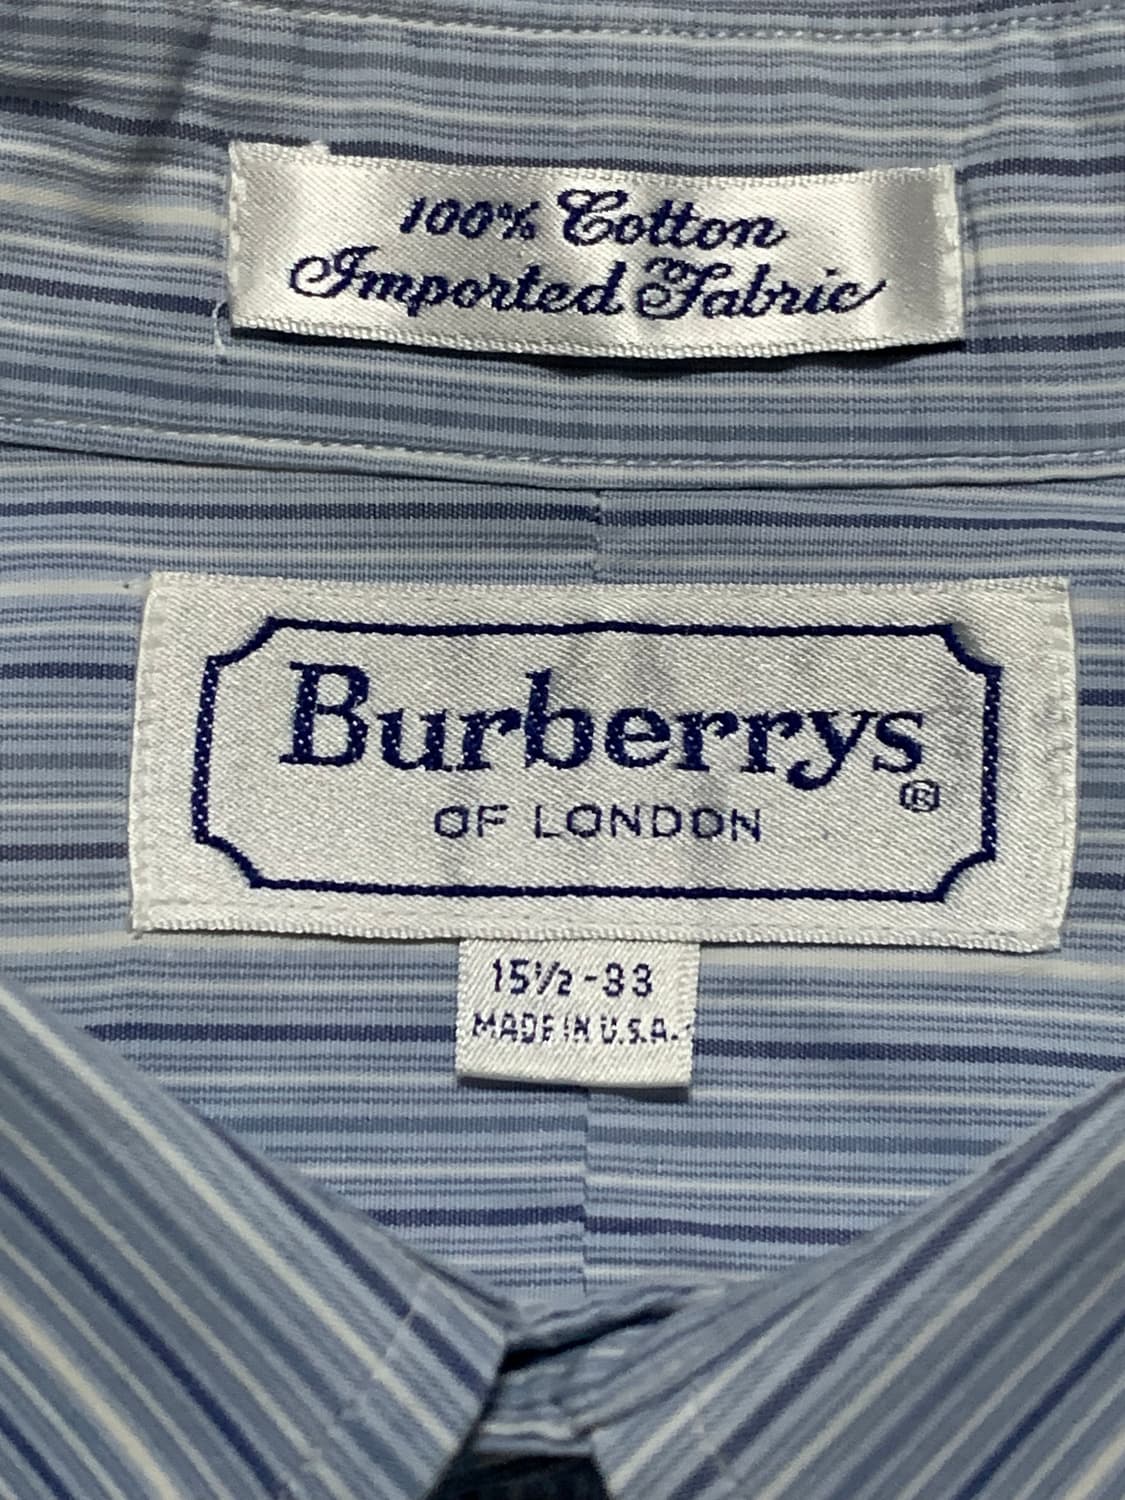 100% Cotton
Imported Fabric
Burberrys®
OF LONDON
15½-33
MADE IN U.S.A.